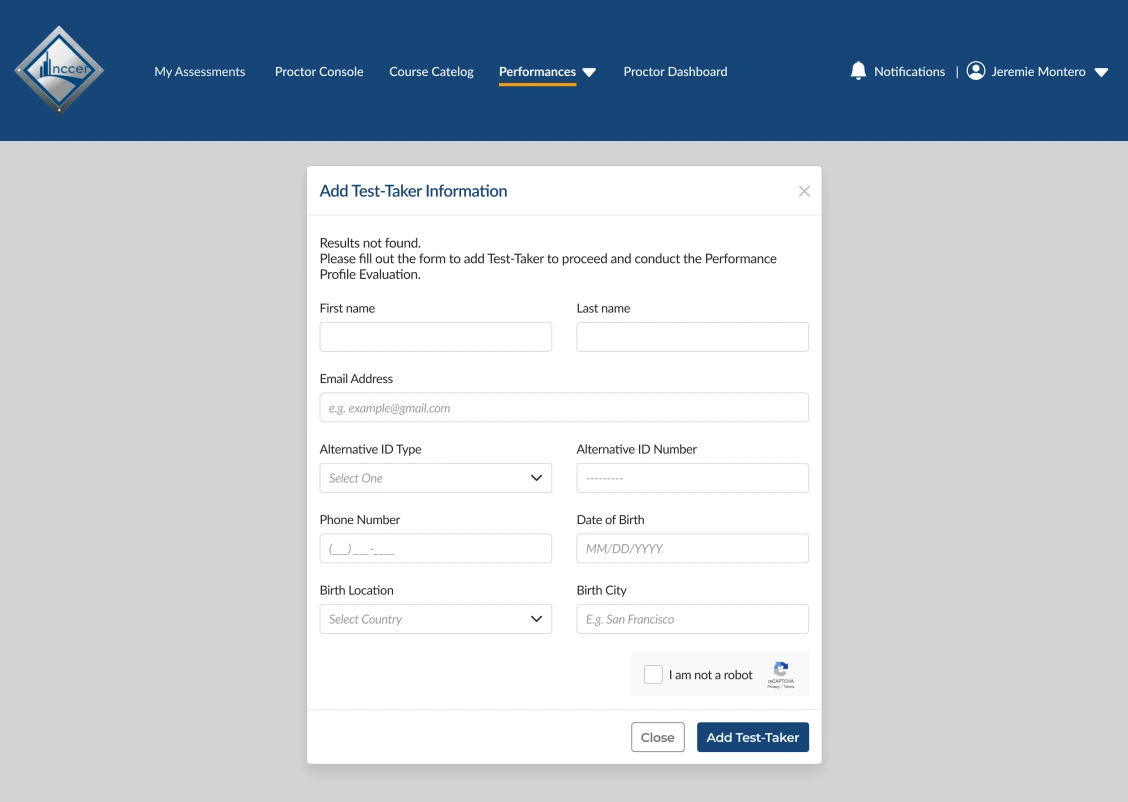 nccer
My Assessments Proctor Console Course Catelog Performances Proctor Dashboard Notifications | Jeremie Montero
Add Test-Taker Information
Results not found.
Please fill out the form to add Test-Taker to proceed and conduct the Performance
Profile Evaluation.
First name Last name
Email Address
e.g. example@gmail.com
Alternative ID Type Alternative ID Number
Select One ---------
Phone Number Date of Birth
(___) ___-____ MM/DD/YYYY
Birth Location Birth City
Select Country E.g. San Francisco
I am not a robot
reCAPTCHA
Privacy - Terms
Close Add Test-Taker